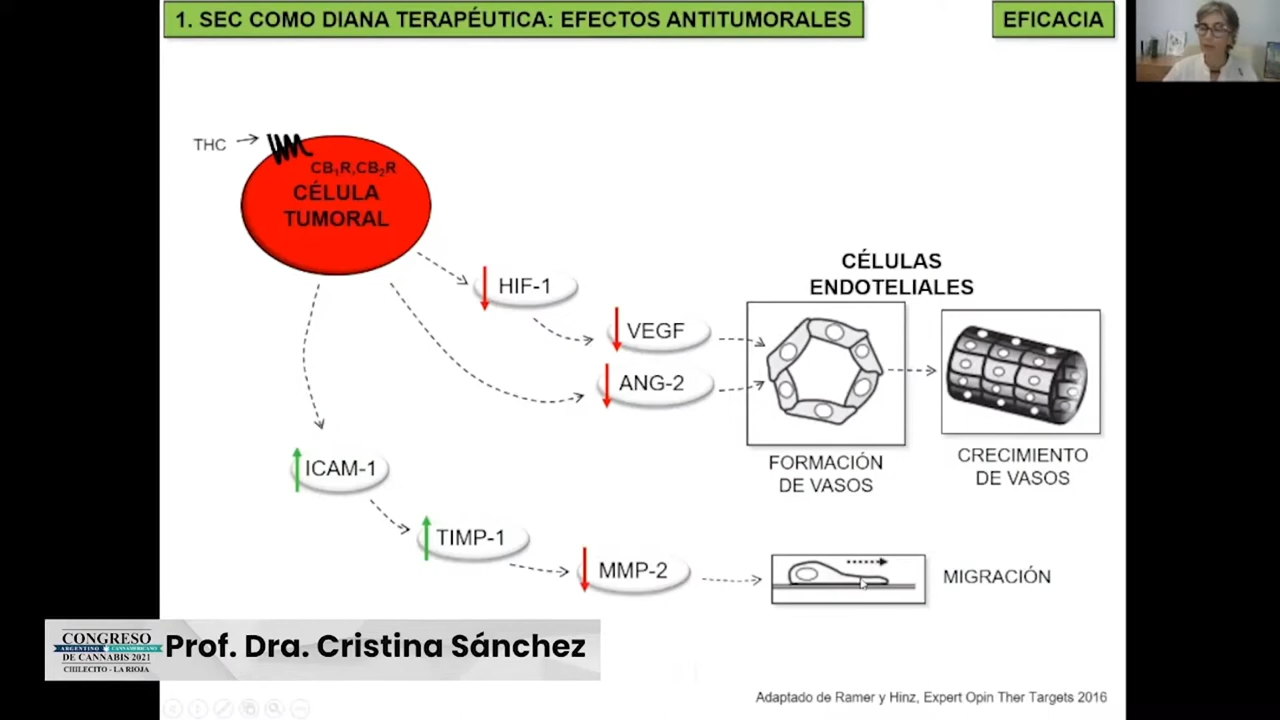 1. SEC COMO DIANA TERAPÉUTICA: EFECTOS ANTITUMORALES
EFICACIA
THC
CB₁R,CB₂R
CÉLULA
TUMORAL
HIF-1
VEGF
ANG-2
CÉLULAS
ENDOTELIALES
FORMACIÓN
DE VASOS
CRECIMIENTO
DE VASOS
ICAM-1
TIMP-1
MMP-2
MIGRACIÓN
CONGRESO
ARGENTINO CANNAMERICANO
DE CANNABIS 2021
CHILECITO - LA RIOJA
Prof. Dra. Cristina Sánchez
Adaptado de Ramer y Hinz, Expert Opin Ther Targets 2016